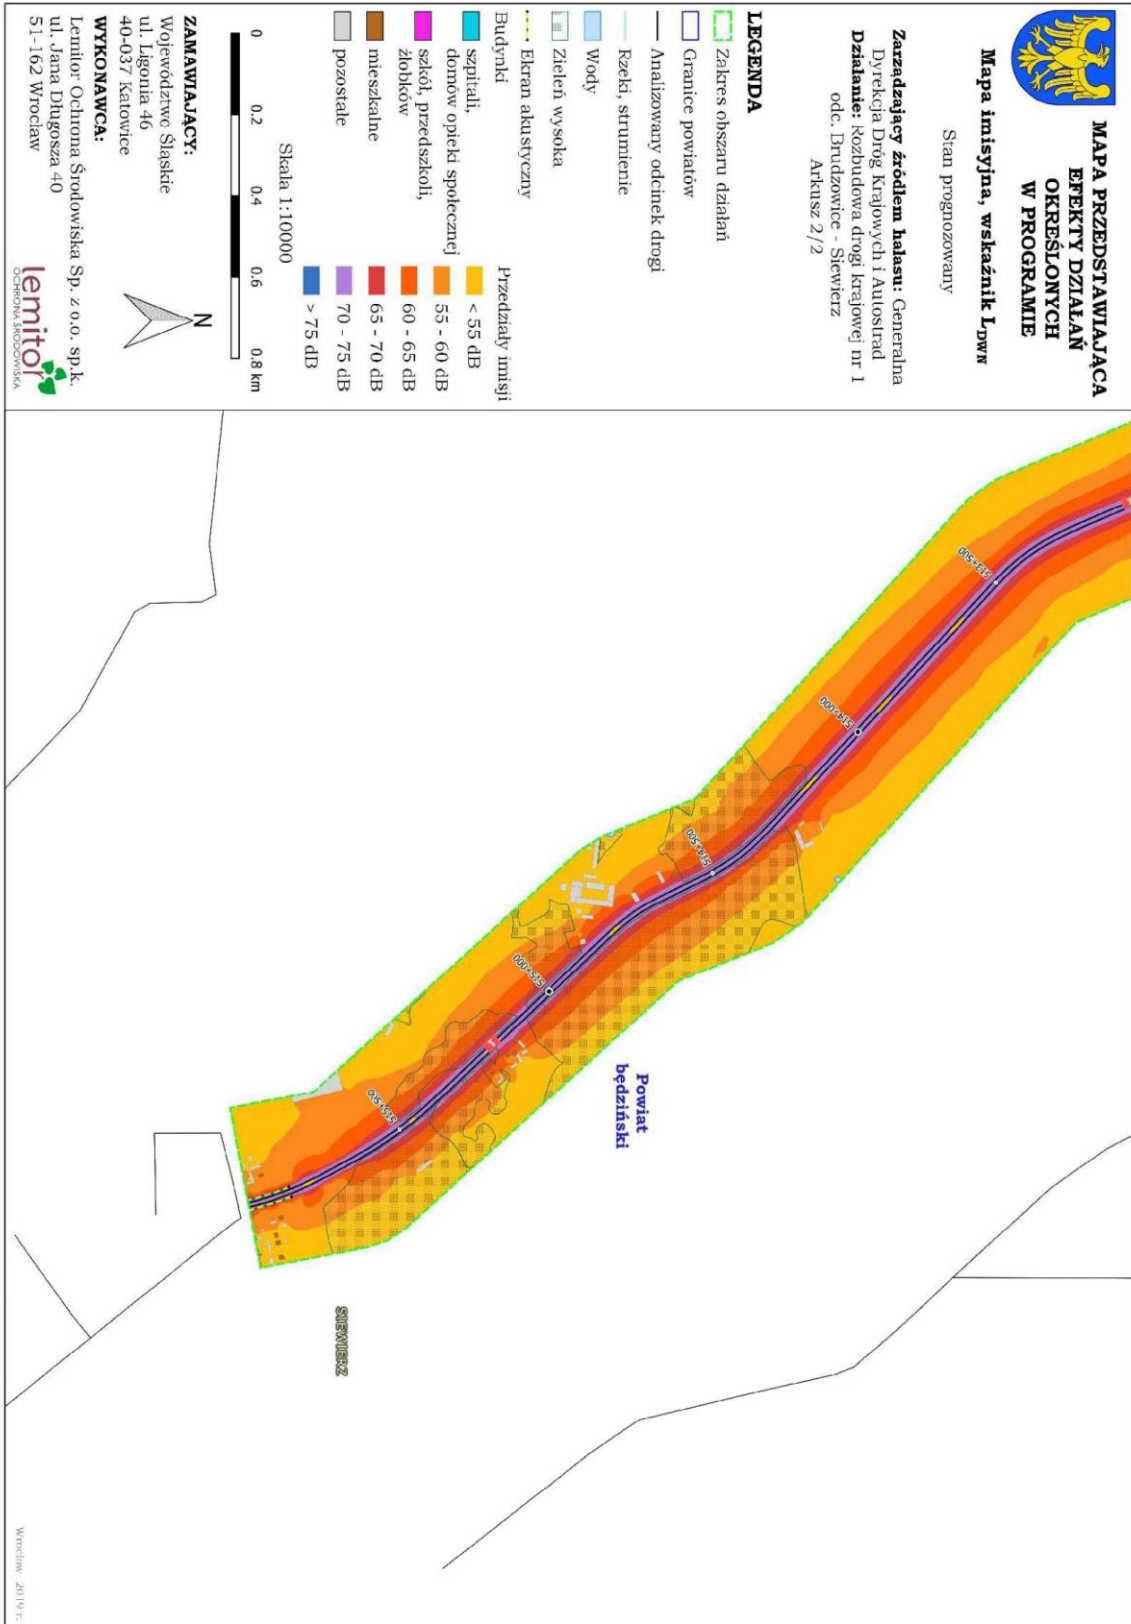 MAPA PRZEDSTAWIAJĄCA
EFEKTY DZIAŁAŃ
OKREŚLONYCH
W PROGRAMIE
Mapa imisyjna, wskaźnik LDWN
Stan prognozowany
Zarządzający źródłem hałasu: Generalna
Dyrekcja Dróg Krajowych i Autostrad
Działanie: Rozbudowa drogi krajowej nr 1
odc. Brudzowice - Siewierz
Arkusz 2/2
LEGENDA
Zakres obszaru działań
Granice powiatów
Analizowany odcinek drogi
Rzeki, strumienie
Wody
Zieleń wysoka
Ekran akustyczny
Budynki
szpitali,
domów opieki społecznej
szkół, przedszkoli,
żłobków
mieszkalne
pozostałe
Przedziały imisji
< 55 dB
55 - 60 dB
60 - 65 dB
65 - 70 dB
70 - 75 dB
> 75 dB
Skala 1:10000
0 0.2 0.4 0.6 0.8 km
N
ZAMAWIAJĄCY:
Województwo Śląskie
ul. Ligonia 46
40-037 Katowice
WYKONAWCA:
Lemitor Ochrona Środowiska Sp. z o.o. sp.k.
ul. Jana Długosza 40
51-162 Wrocław
lemitor
OCHRONA ŚRODOWISKA
1
513+500
514+000
514+500
515+000
1
515+500
Powiat
będziński
SIEWIERZ
Wrocław 2019 r.